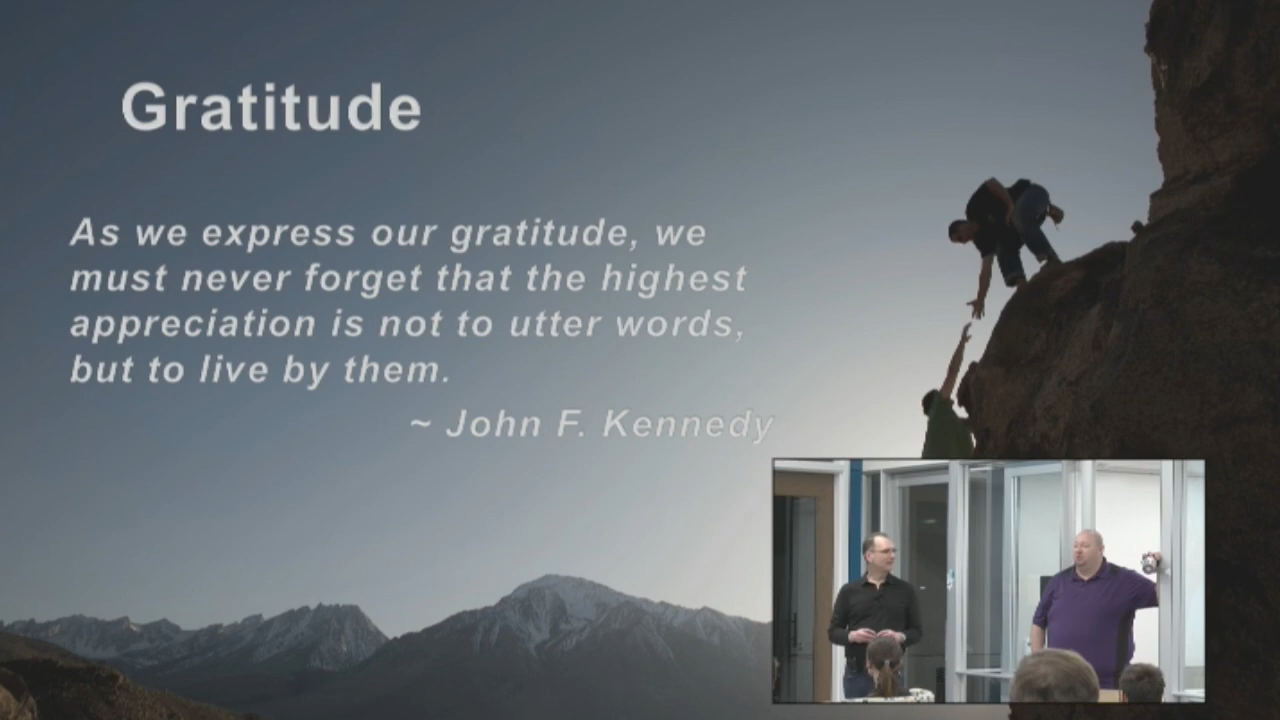 Gratitude
As we express our gratitude, we
must never forget that the highest
appreciation is not to utter words,
but to live by them.
~ John F. Kennedy